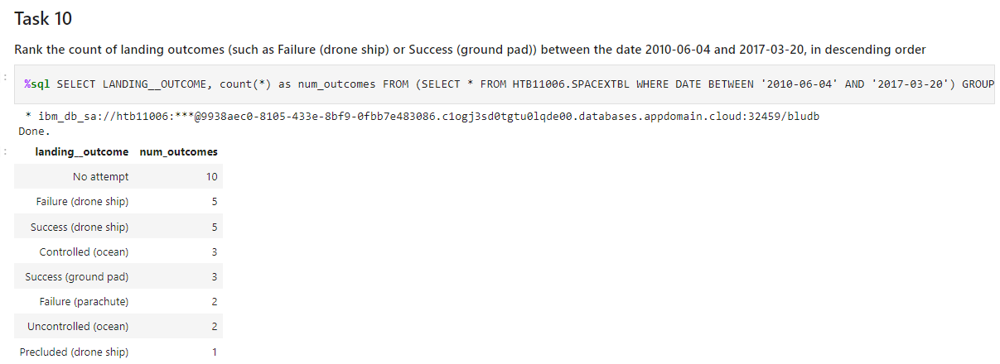 Task 10
Rank the count of landing outcomes (such as Failure (drone ship) or Success (ground pad)) between the date 2010-06-04 and 2017-03-20, in descending order
: %sql SELECT LANDING__OUTCOME, count(*) as num_outcomes FROM (SELECT * FROM HTB11006.SPACEXTBL WHERE DATE BETWEEN '2010-06-04' AND '2017-03-20') GROUP
* ibm_db_sa://htb11006:***@9938aec0-8105-433e-8bf9-0fbb7e483086.c1ogj3sd0tgtu0lqde00.databases.appdomain.cloud:32459/bludb
Done.
: landing__outcome num_outcomes
No attempt 10
Failure (drone ship) 5
Success (drone ship) 5
Controlled (ocean) 3
Success (ground pad) 3
Failure (parachute) 2
Uncontrolled (ocean) 2
Precluded (drone ship) 1